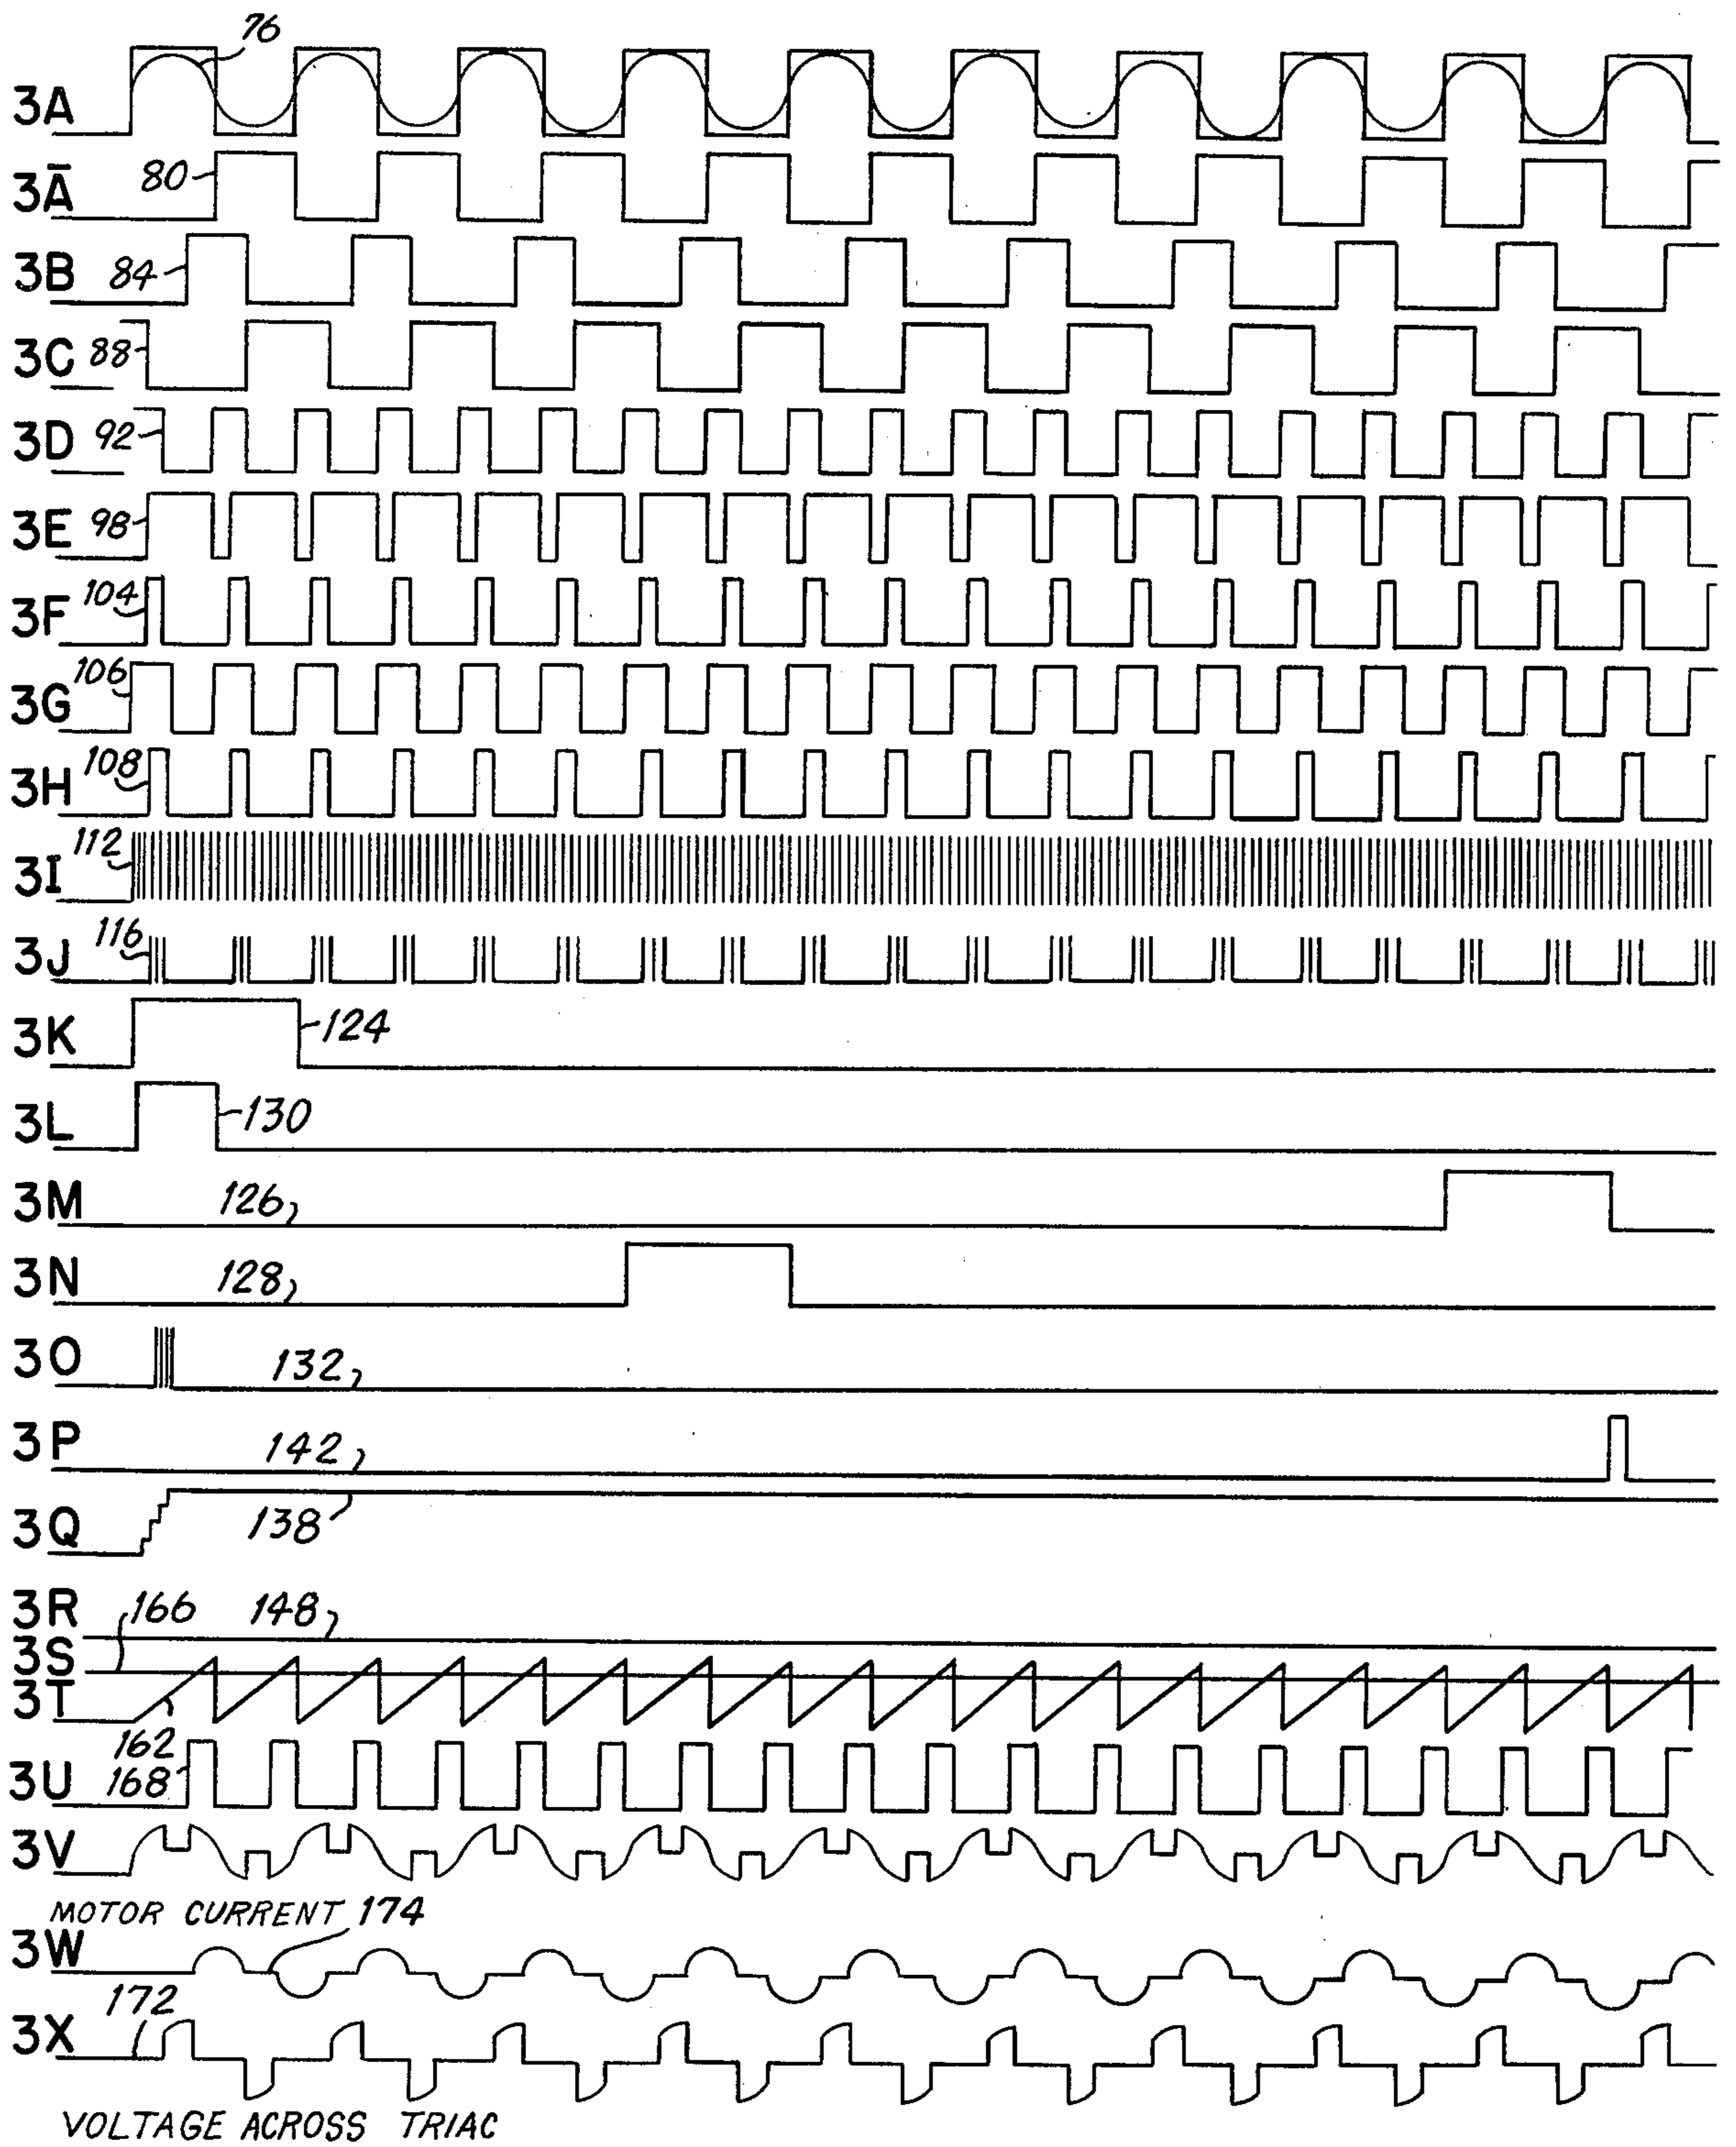 76
3A
3Ā 80
3B 84
3C 88
3D 92
3E 98
3F 104
3G 106
3H 108
3I 112
3J 116
3K 124
3L 130
3M 126
3N 128
3O 132
3P 142
3Q 138
3R 166 148
3S
3T
162
3U 168
3V
MOTOR CURRENT 174
3W
172
3X
VOLTAGE ACROSS TRIAC